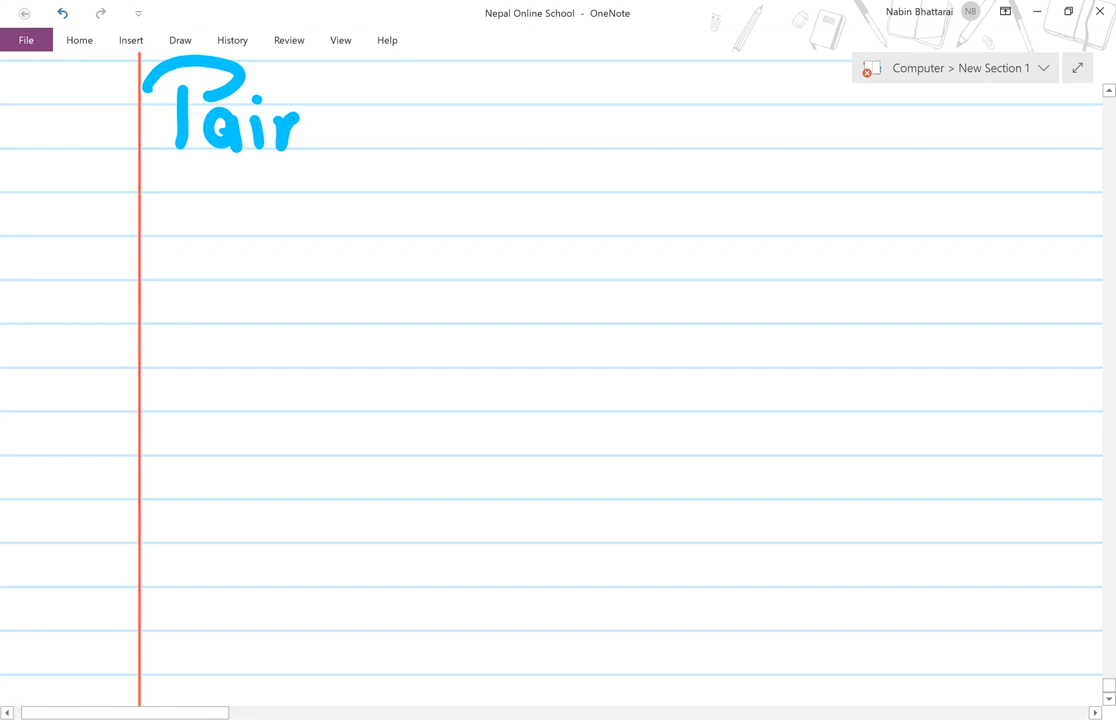 Nepal Online School - OneNote
Nabin Bhattarai NB
File Home Insert Draw History Review View Help
Computer > New Section 1
Pair